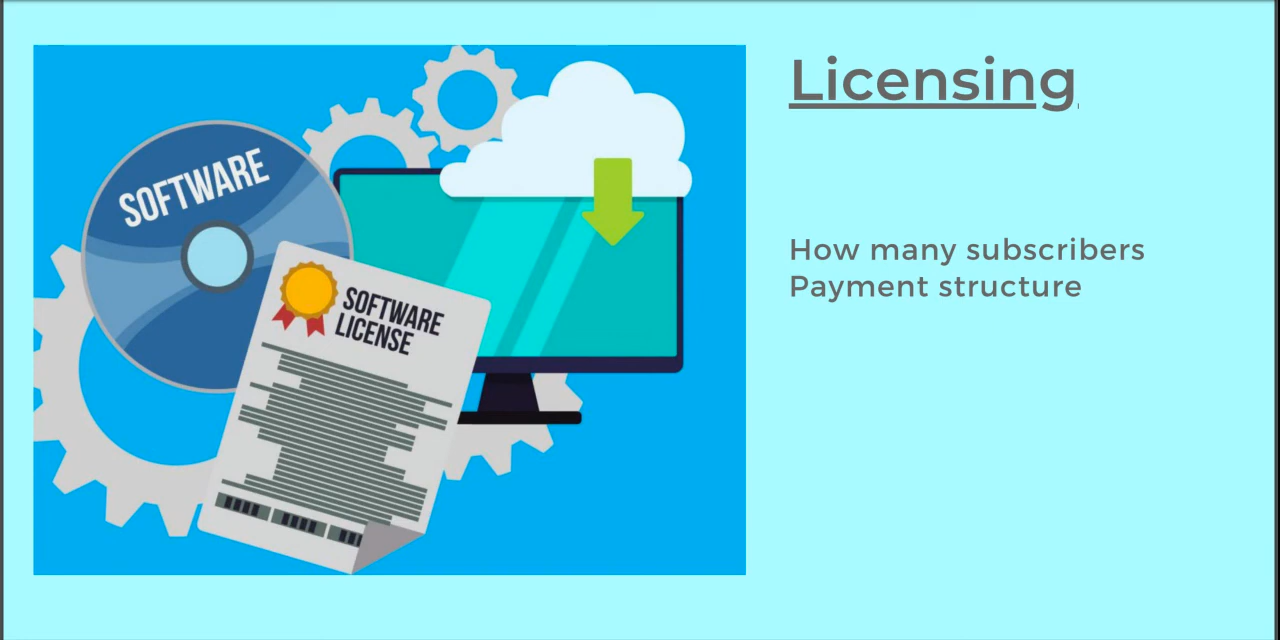 Licensing
SOFTWARE
SOFTWARE
LICENSE
How many subscribers
Payment structure